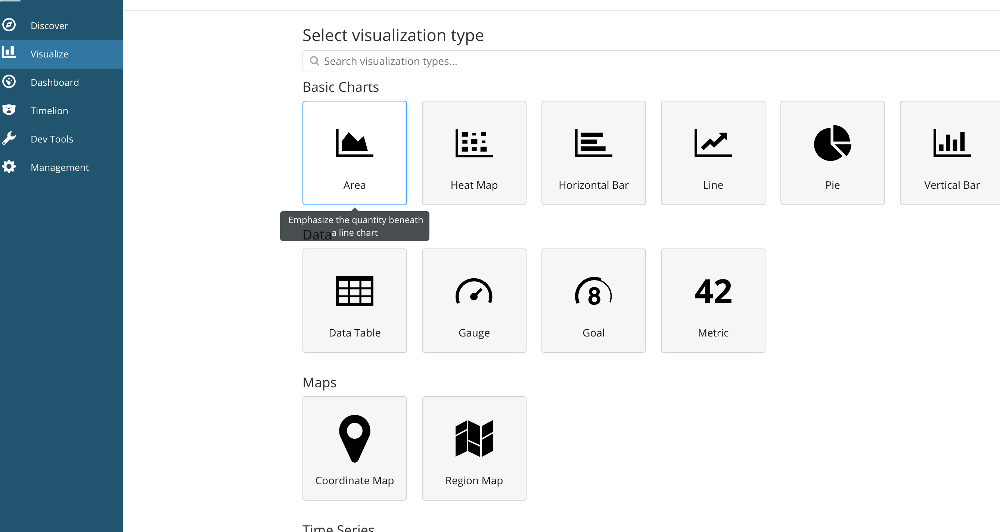 Discover
Visualize
Dashboard
Timelion
Dev Tools
Management
Select visualization type
Search visualization types...
Basic Charts
Area
Heat Map
Horizontal Bar
Line
Pie
Vertical Bar
Emphasize the quantity beneath
a line chart
Data
8
42
Data Table
Gauge
Goal
Metric
Maps
Coordinate Map
Region Map
Time Series